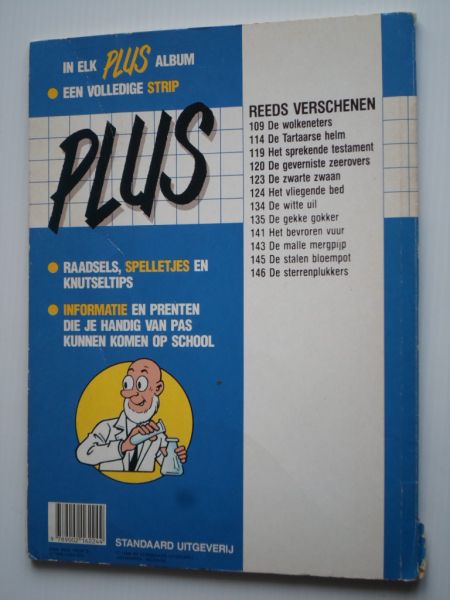 IN ELK PLUS ALBUM
EEN VOLLEDIGE STRIP
PLUS
RAADSELS, SPELLETJES EN
KNUTSELTIPS
INFORMATIE EN PRENTEN
DIE JE HANDIG VAN PAS
KUNNEN KOMEN OP SCHOOL
STANDAARD UITGEVERIJ
REEDS VERSCHENEN
109 De wolkeneters
114 De Tartaarse helm
119 Het sprekende testament
120 De geverniste zeerovers
123 De zwarte zwaan
124 Het vliegende bed
134 De witte uil
135 De gekke gokker
141 Het bevroren vuur
143 De malle mergpijp
145 De stalen bloempot
146 De sterrenplukkers